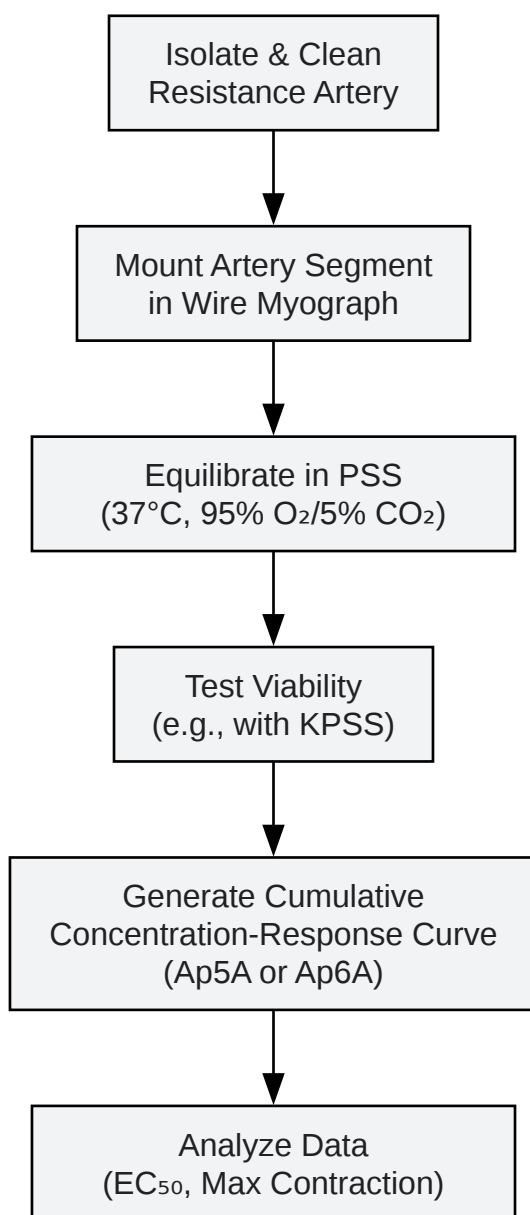 Isolate & Clean
Resistance Artery
Mount Artery Segment
in Wire Myograph
Equilibrate in PSS
(37°C, 95% O₂/5% CO₂)
Test Viability
(e.g., with KPSS)
Generate Cumulative
Concentration-Response Curve
(Ap5A or Ap6A)
Analyze Data
(EC₅₀, Max Contraction)